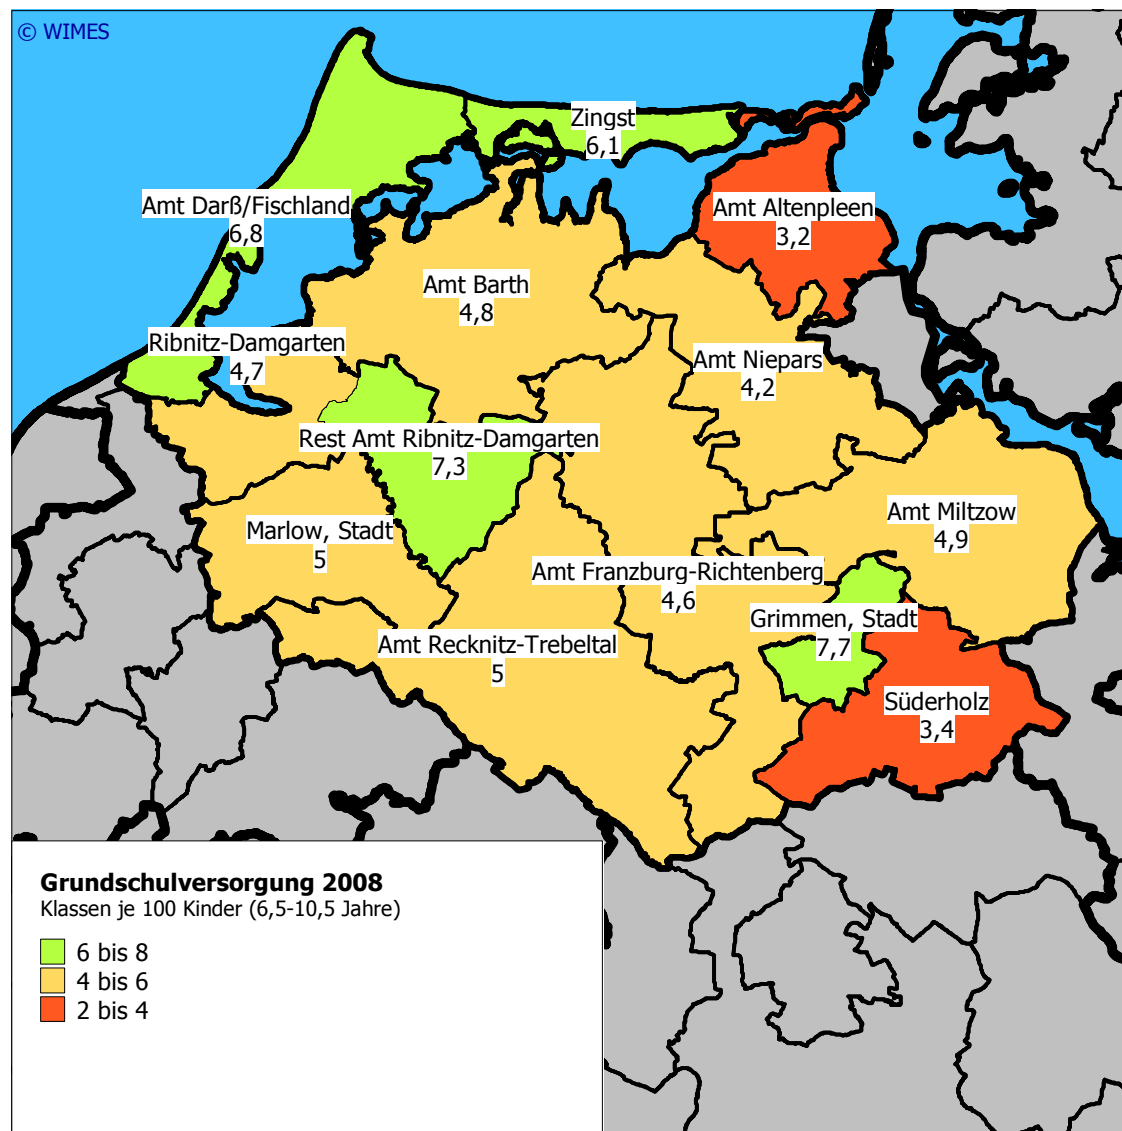 © WIMES
Zingst
6,1
Amt Darß/Fischland
6,8
Amt Altenpleen
3,2
Amt Barth
4,8
Ribnitz-Damgarten
4,7
Amt Niepars
4,2
Rest Amt Ribnitz-Damgarten
7,3
Marlow, Stadt
5
Amt Miltzow
4,9
Amt Franzburg-Richtenberg
4,6
Grimmen, Stadt
7,7
Amt Recknitz-Trebeltal
5
Süderholz
3,4
Grundschulversorgung 2008
Klassen je 100 Kinder (6,5-10,5 Jahre)
6 bis 8
4 bis 6
2 bis 4